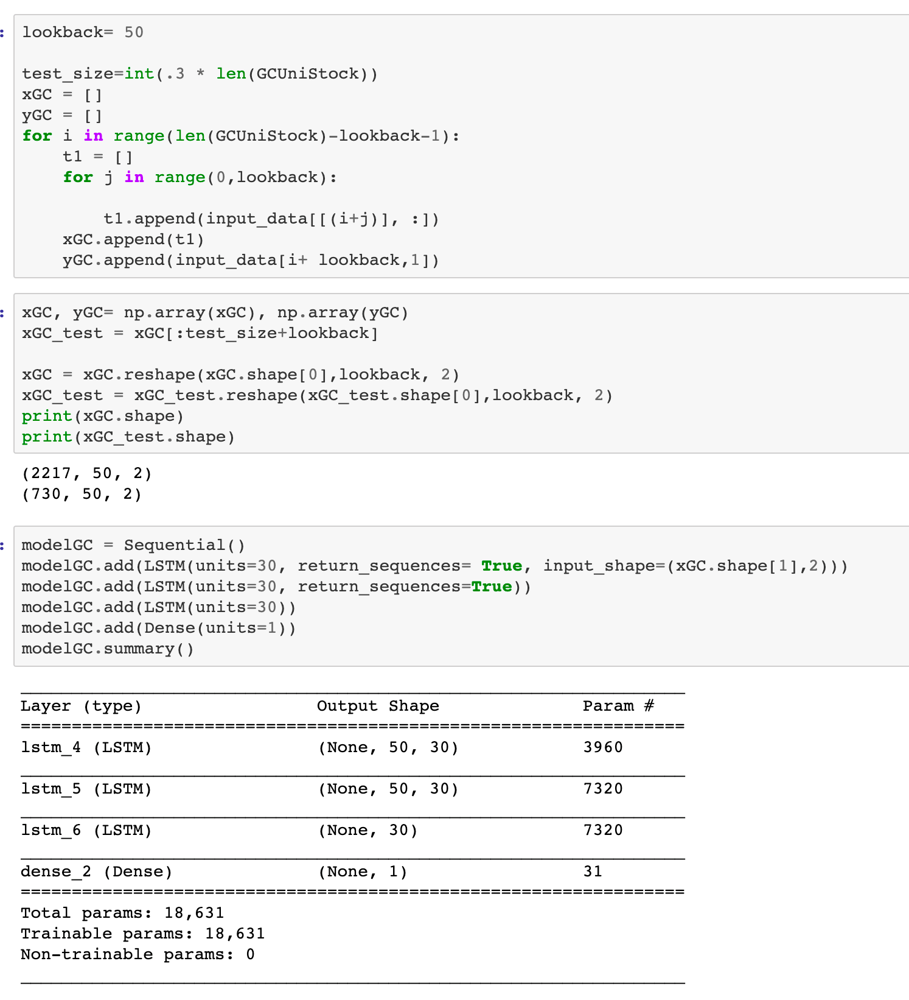 : lookback= 50
test_size=int(.3 * len(GCUniStock))
xGC = []
yGC = []
for i in range(len(GCUniStock)-lookback-1):
    t1 = []
    for j in range(0,lookback):
        t1.append(input_data[[(i+j)], :])
    xGC.append(t1)
    yGC.append(input_data[i+ lookback,1])
: xGC, yGC= np.array(xGC), np.array(yGC)
xGC_test = xGC[:test_size+lookback]
xGC = xGC.reshape(xGC.shape[0],lookback, 2)
xGC_test = xGC_test.reshape(xGC_test.shape[0],lookback, 2)
print(xGC.shape)
print(xGC_test.shape)
(2217, 50, 2)
(730, 50, 2)
: modelGC = Sequential()
modelGC.add(LSTM(units=30, return_sequences= True, input_shape=(xGC.shape[1],2)))
modelGC.add(LSTM(units=30, return_sequences=True))
modelGC.add(LSTM(units=30))
modelGC.add(Dense(units=1))
modelGC.summary()
_________________________________________________________________
Layer (type)                 Output Shape              Param #
=================================================================
lstm_4 (LSTM)                (None, 50, 30)            3960
_________________________________________________________________
lstm_5 (LSTM)                (None, 50, 30)            7320
_________________________________________________________________
lstm_6 (LSTM)                (None, 30)                7320
_________________________________________________________________
dense_2 (Dense)              (None, 1)                 31
=================================================================
Total params: 18,631
Trainable params: 18,631
Non-trainable params: 0
_________________________________________________________________